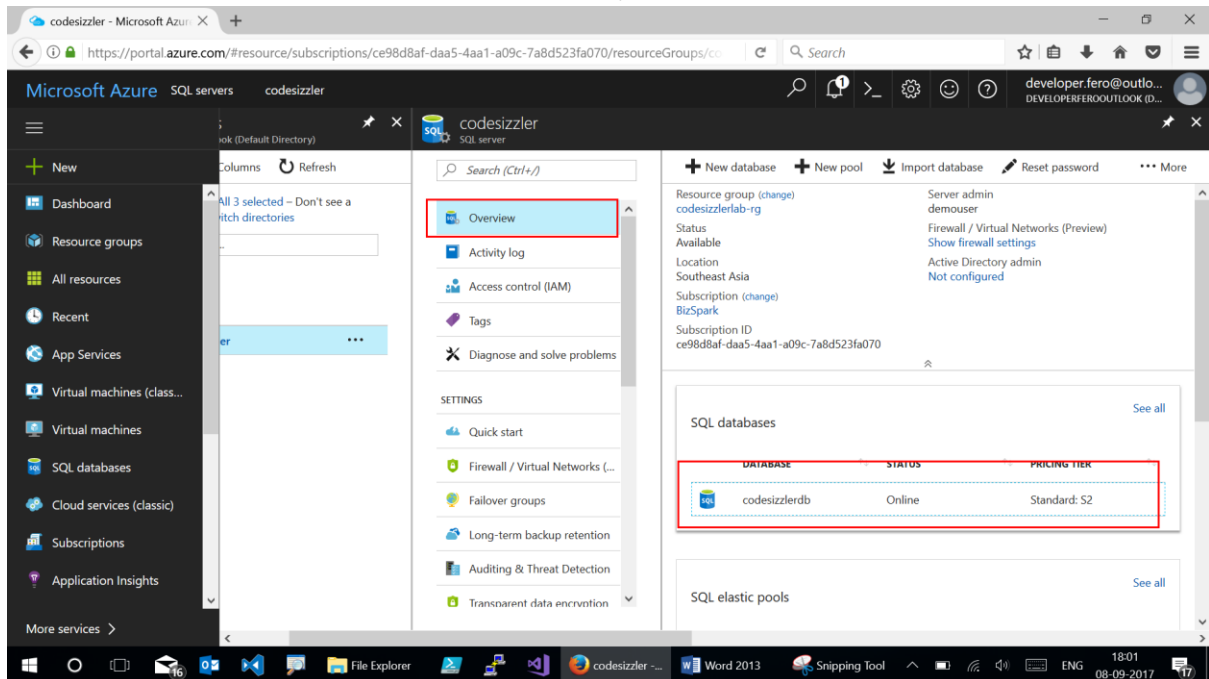 codesizzler - Microsoft Azur
https://portal.azure.com/#resource/subscriptions/ce98d8af-daa5-4aa1-a09c-7a8d523fa070/resourceGroups/co
Search
Microsoft Azure SQL servers codesizzler
developer.fero@outlo...
DEVELOPERFEROOUTLOOK (D...
New
Dashboard
Resource groups
All resources
Recent
App Services
Virtual machines (class...
Virtual machines
SQL databases
Cloud services (classic)
Subscriptions
Application Insights
More services >
ook (Default Directory)
Columns Refresh
All 3 selected – Don't see a
itch directories
er ...
codesizzler
SQL server
Search (Ctrl+/)
Overview
Activity log
Access control (IAM)
Tags
Diagnose and solve problems
SETTINGS
Quick start
Firewall / Virtual Networks (...
Failover groups
Long-term backup retention
Auditing & Threat Detection
Transparent data encryption
New database New pool Import database Reset password ... More
Resource group (change)
codesizzlerlab-rg
Status
Available
Location
Southeast Asia
Subscription (change)
BizSpark
Subscription ID
ce98d8af-daa5-4aa1-a09c-7a8d523fa070
Server admin
demouser
Firewall / Virtual Networks (Preview)
Show firewall settings
Active Directory admin
Not configured
SQL databases
See all
DATABASE STATUS PRICING TIER
SQL codesizzlerdb Online Standard: S2
SQL elastic pools
See all
16
File Explorer
codesizzler -...
Word 2013
Snipping Tool
ENG
18:01
08-09-2017
17